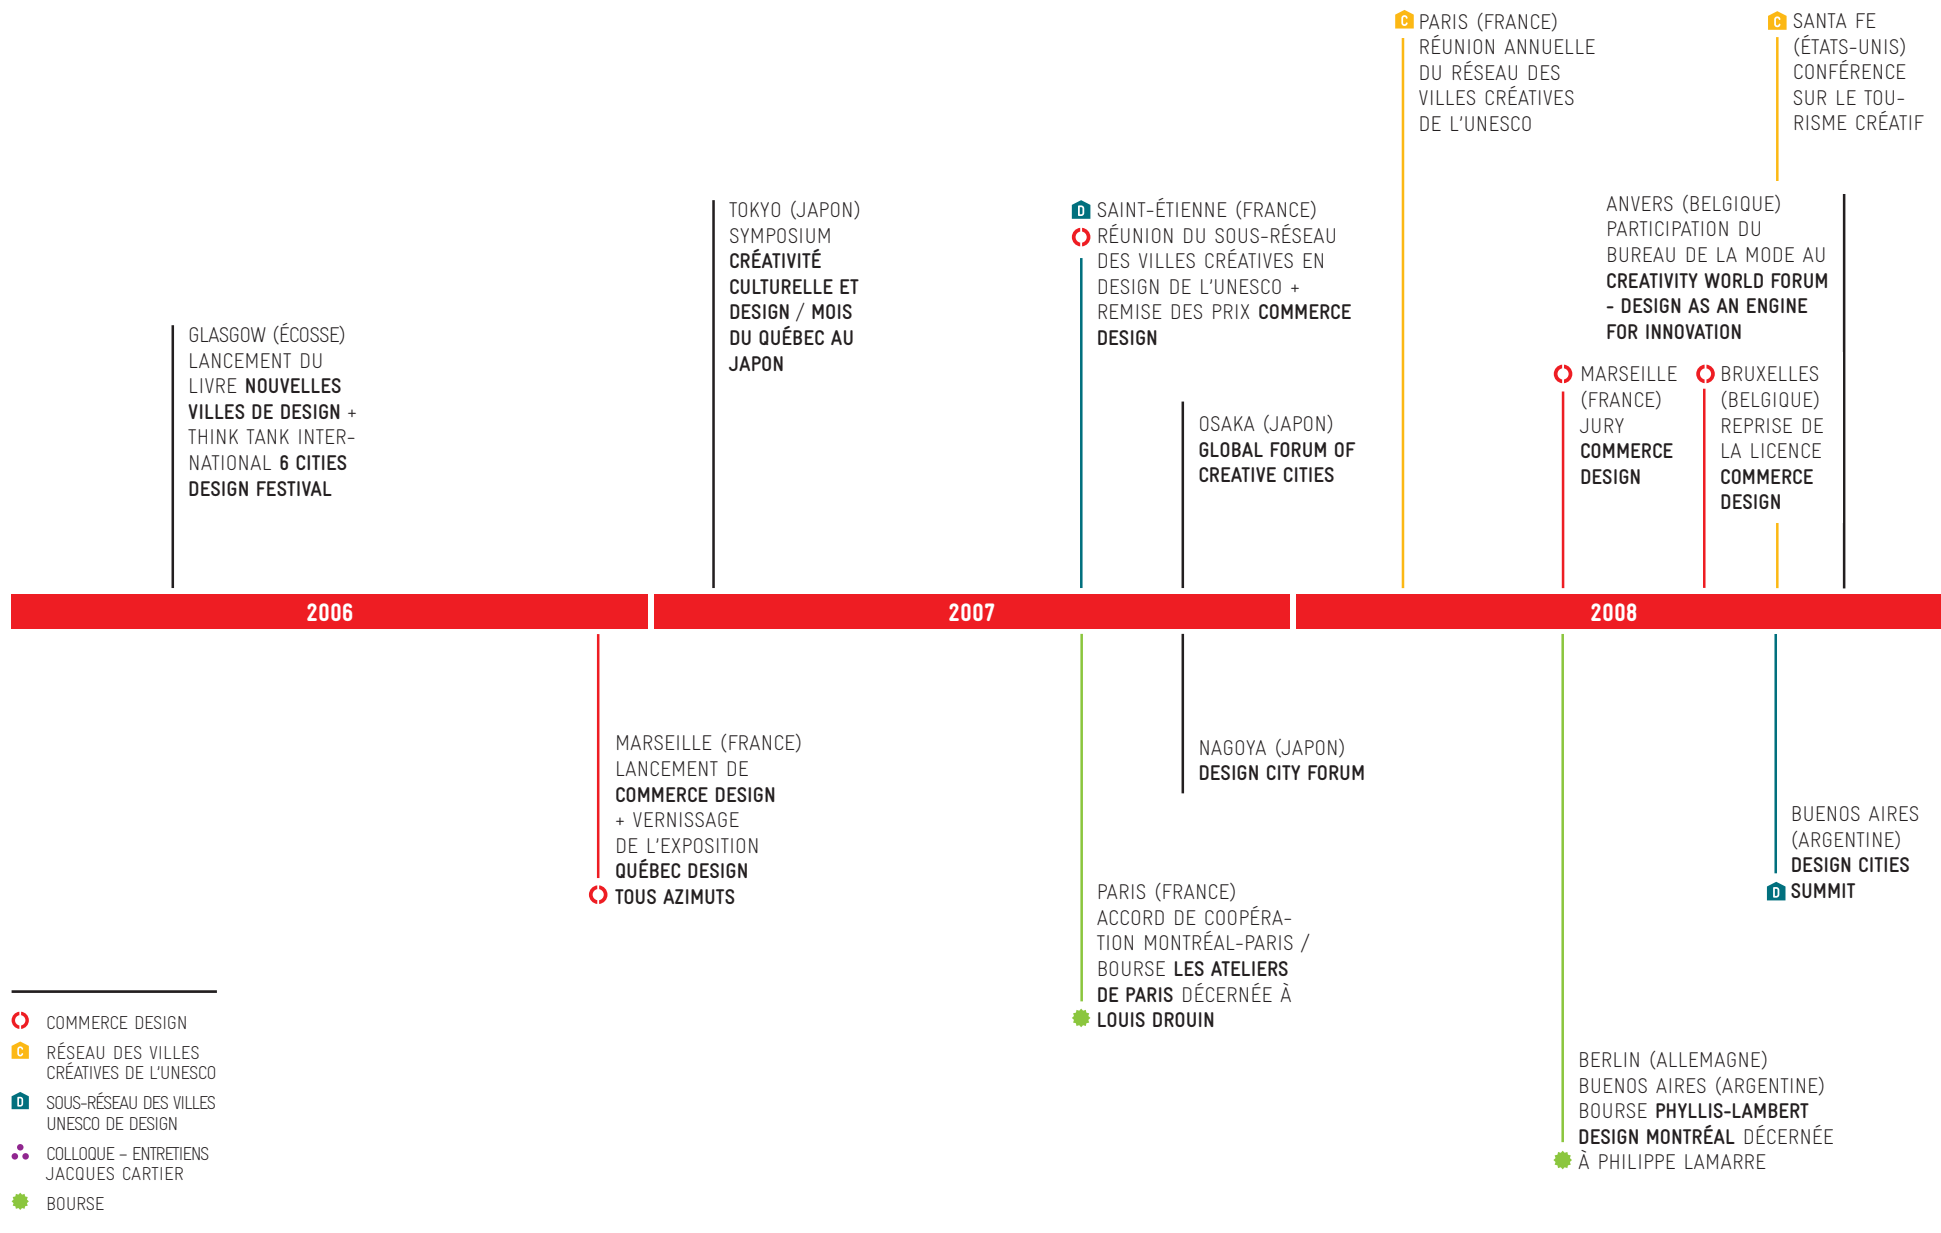 C PARIS (FRANCE)
RÉUNION ANNUELLE
DU RÉSEAU DES
VILLES CRÉATIVES
DE L'UNESCO
C SANTA FE
(ÉTATS-UNIS)
CONFÉRENCE
SUR LE TOU-
RISME CRÉATIF
GLASGOW (ÉCOSSE)
LANCEMENT DU
LIVRE NOUVELLES
VILLES DE DESIGN +
THINK TANK INTER-
NATIONAL 6 CITIES
DESIGN FESTIVAL
TOKYO (JAPON)
SYMPOSIUM
CRÉATIVITÉ
CULTURELLE ET
DESIGN / MOIS
DU QUÉBEC AU
JAPON
D SAINT-ÉTIENNE (FRANCE)
RÉUNION DU SOUS-RÉSEAU
DES VILLES CRÉATIVES EN
DESIGN DE L'UNESCO +
REMISE DES PRIX COMMERCE
DESIGN
OSAKA (JAPON)
GLOBAL FORUM OF
CREATIVE CITIES
ANVERS (BELGIQUE)
PARTICIPATION DU
BUREAU DE LA MODE AU
CREATIVITY WORLD FORUM
- DESIGN AS AN ENGINE
FOR INNOVATION
MARSEILLE
(FRANCE)
JURY
COMMERCE
DESIGN
BRUXELLES
(BELGIQUE)
REPRISE DE
LA LICENCE
COMMERCE
DESIGN
2006
2007
2008
MARSEILLE (FRANCE)
LANCEMENT DE
COMMERCE DESIGN
+ VERNISSAGE
DE L'EXPOSITION
QUÉBEC DESIGN
TOUS AZIMUTS
PARIS (FRANCE)
ACCORD DE COOPÉRA-
TION MONTRÉAL-PARIS /
BOURSE LES ATELIERS
DE PARIS DÉCERNÉE À
LOUIS DROUIN
NAGOYA (JAPON)
DESIGN CITY FORUM
BERLIN (ALLEMAGNE)
BUENOS AIRES (ARGENTINE)
BOURSE PHYLLIS-LAMBERT
DESIGN MONTRÉAL DÉCERNÉE
À PHILIPPE LAMARRE
BUENOS AIRES
(ARGENTINE)
DESIGN CITIES
D SUMMIT
COMMERCE DESIGN
C RÉSEAU DES VILLES
CRÉATIVES DE L'UNESCO
D SOUS-RÉSEAU DES VILLES
UNESCO DE DESIGN
COLLOQUE – ENTRETIENS
JACQUES CARTIER
BOURSE